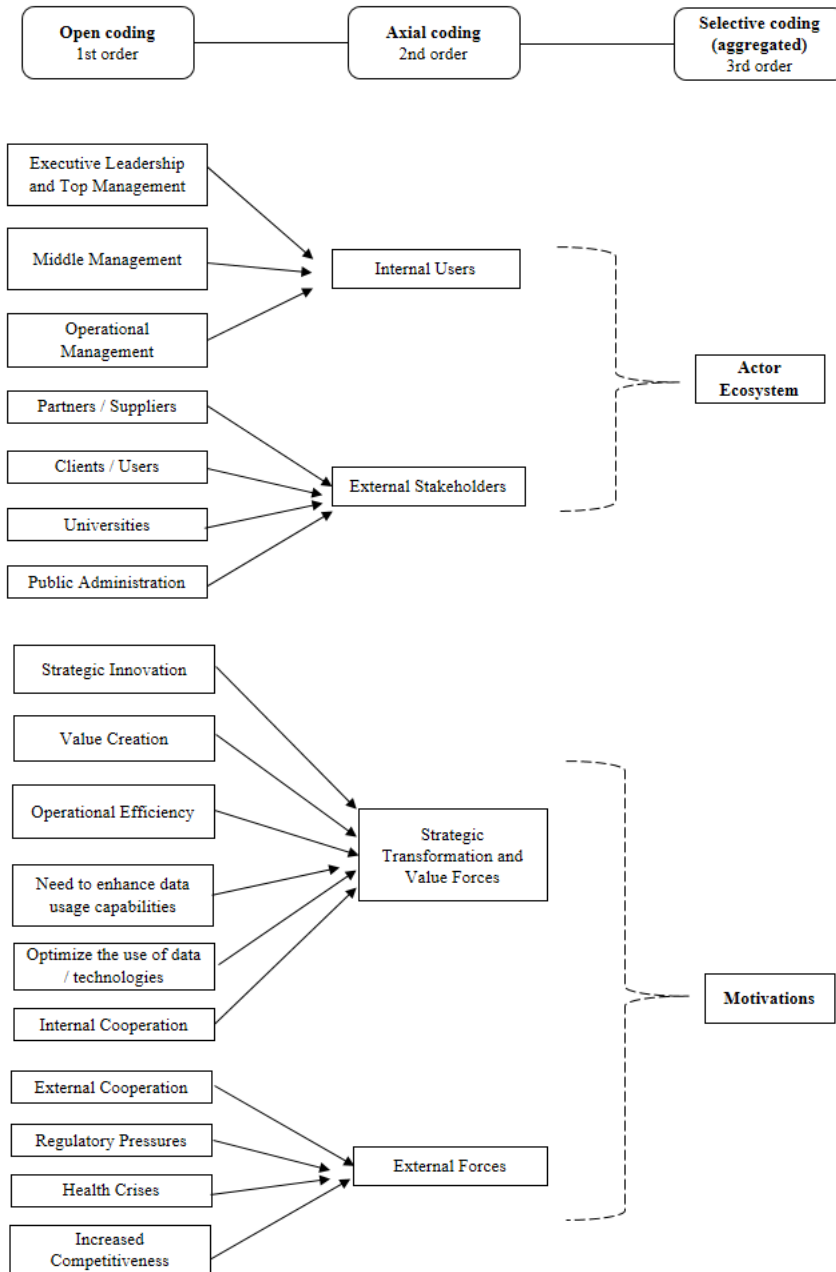 Open coding
1st order
Axial coding
2nd order
Selective coding
(aggregated)
3rd order
Executive Leadership
and Top Management
Middle Management
Operational
Management
Internal Users
Partners / Suppliers
Clients / Users
Universities
Public Administration
External Stakeholders
Actor
Ecosystem
Strategic Innovation
Value Creation
Operational Efficiency
Need to enhance data
usage capabilities
Optimize the use of data
/ technologies
Internal Cooperation
Strategic
Transformation and
Value Forces
External Cooperation
Regulatory Pressures
Health Crises
Increased
Competitiveness
External Forces
Motivations